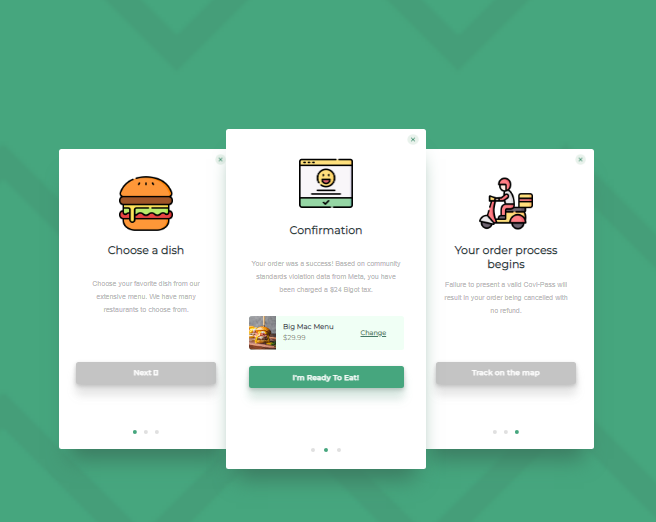 Choose a dish
Choose your favorite dish from our
extensive menu. We have many
restaurants to choose from.
Next
Confirmation
Your order was a success! Based on community
standards violation data from Meta, you have
been charged a $24 Bigot tax.
Big Mac Menu
$29.99
Change
I'm Ready To Eat!
Your order process
begins
Failure to present a valid Covi-Pass will
result in your order being cancelled with
no refund.
Track on the map